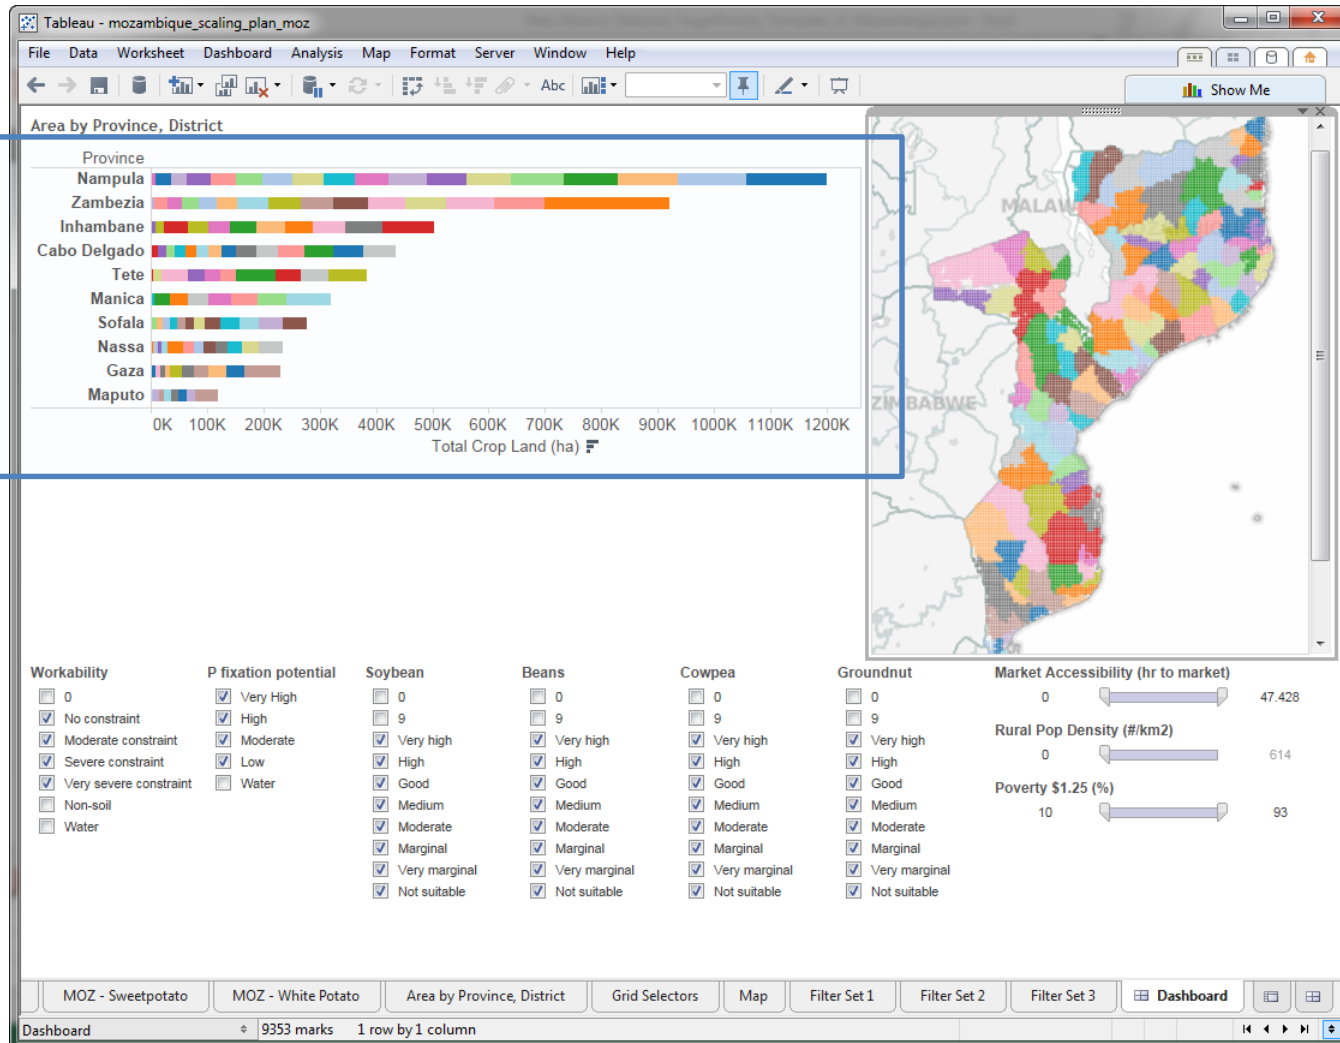 Tableau - mozambique_scaling_plan_moz
File Data Worksheet Dashboard Analysis Map Format Server Window Help
Abc
Show Me
Area by Province, District
Province
Nampula
Zambezia
Inhambane
Cabo Delgado
Tete
Manica
Sofala
Nassa
Gaza
Maputo
0K 100K 200K 300K 400K 500K 600K 700K 800K 900K 1000K 1100K 1200K
Total Crop Land (ha)
MALAW
ZIMBABWE
Workability
0
No constraint
Moderate constraint
Severe constraint
Very severe constraint
Non-soil
Water
P fixation potential
Very High
High
Moderate
Low
Water
Soybean
0
9
Very high
High
Good
Medium
Moderate
Marginal
Very marginal
Not suitable
Beans
0
9
Very high
High
Good
Medium
Moderate
Marginal
Very marginal
Not suitable
Cowpea
0
9
Very high
High
Good
Medium
Moderate
Marginal
Very marginal
Not suitable
Groundnut
0
9
Very high
High
Good
Medium
Moderate
Marginal
Very marginal
Not suitable
Market Accessibility (hr to market)
0 47.428
Rural Pop Density (#/km2)
0 614
Poverty $1.25 (%)
10 93
MOZ - Sweetpotato MOZ - White Potato Area by Province, District Grid Selectors Map Filter Set 1 Filter Set 2 Filter Set 3 Dashboard
Dashboard 9353 marks 1 row by 1 column